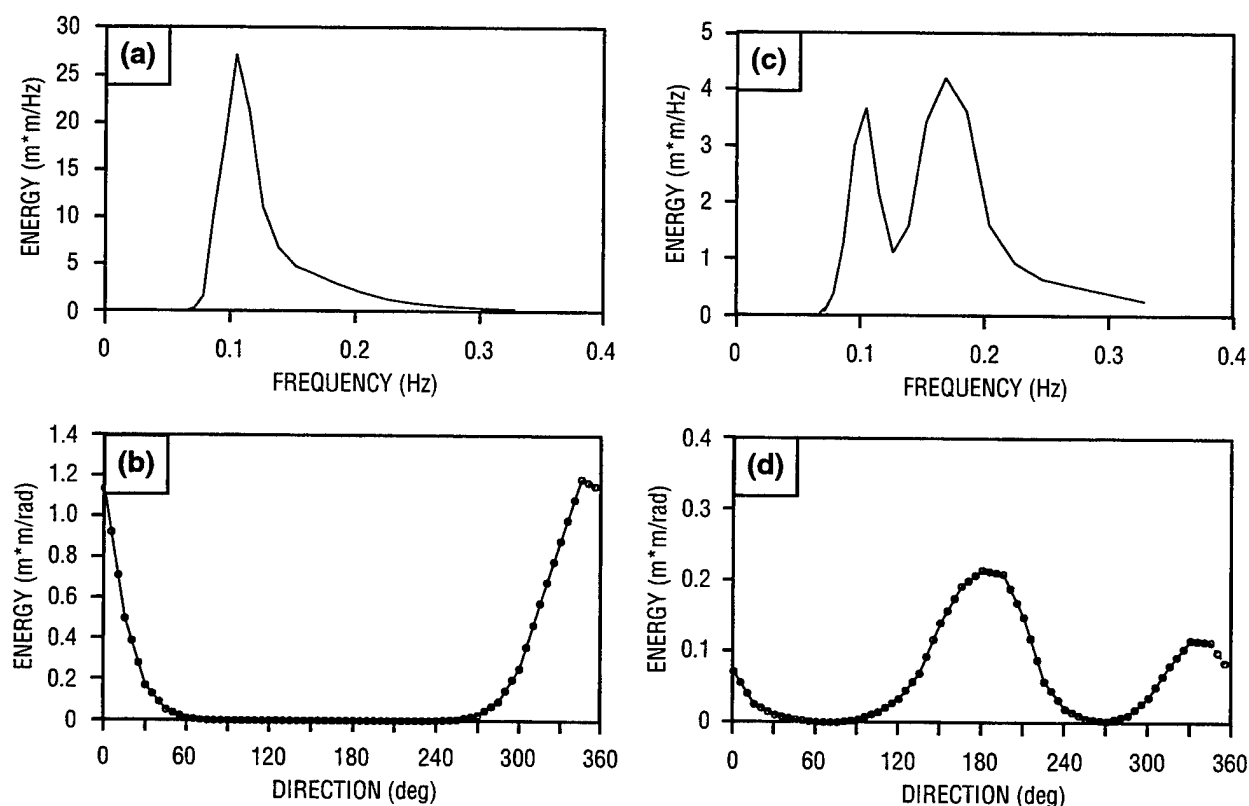 (a)
ENERGY (m*m/Hz)
30
25
20
15
10
5
0
0 0.1 0.2 0.3 0.4
FREQUENCY (Hz)
(c)
ENERGY (m*m/Hz)
5
4
3
2
1
0
0 0.1 0.2 0.3 0.4
FREQUENCY (Hz)
(b)
ENERGY (m*m/rad)
1.4
1.2
1.0
0.8
0.6
0.4
0.2
0
0 60 120 180 240 300 360
DIRECTION (deg)
(d)
ENERGY (m*m/rad)
0.4
0.3
0.2
0.1
0
0 60 120 180 240 300 360
DIRECTION (deg)